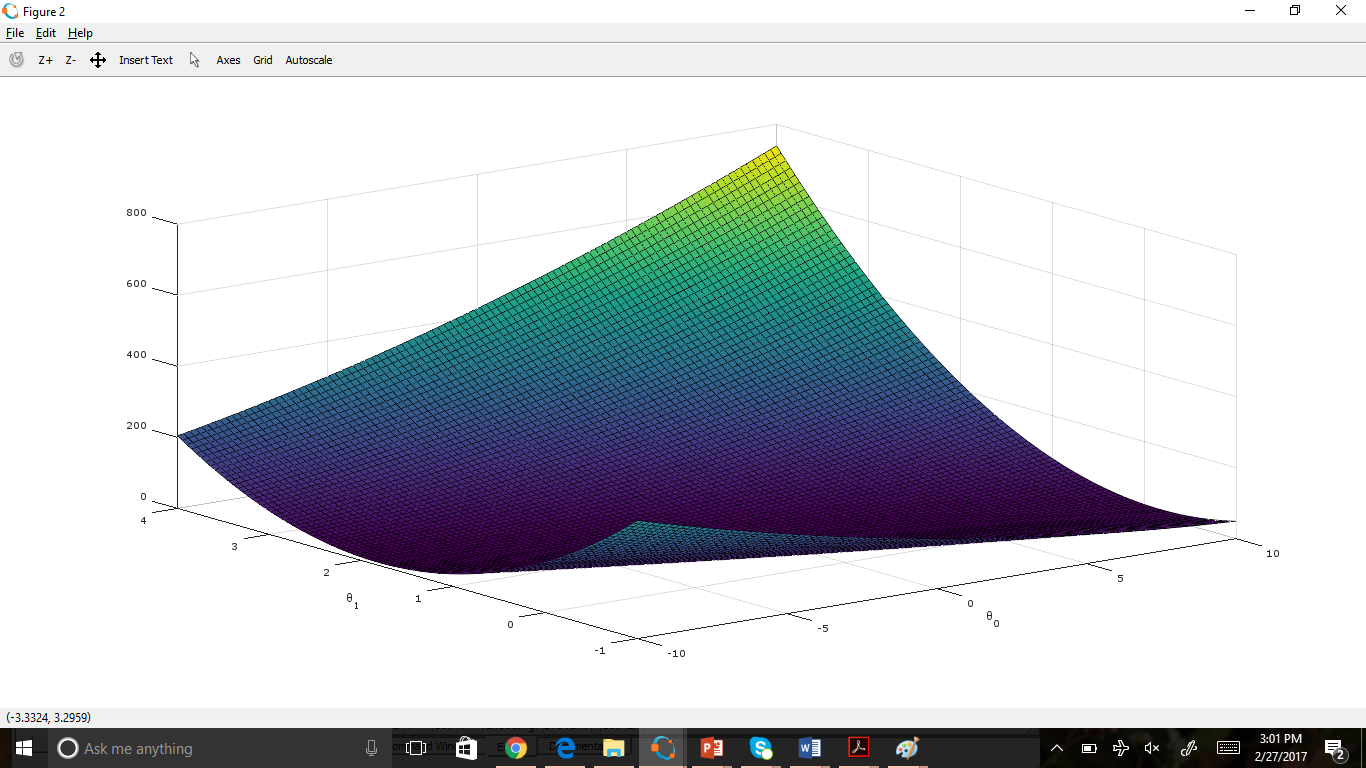 Figure 2
File Edit Help
Z+ Z- Insert Text Axes Grid Autoscale
800
600
400
200
0
4
3
2
θ1
1
0
-1
-10
-5
0
θ0
5
10
(-3.3324, 3.2959)
Ask me anything
3:01 PM
2/27/2017
2